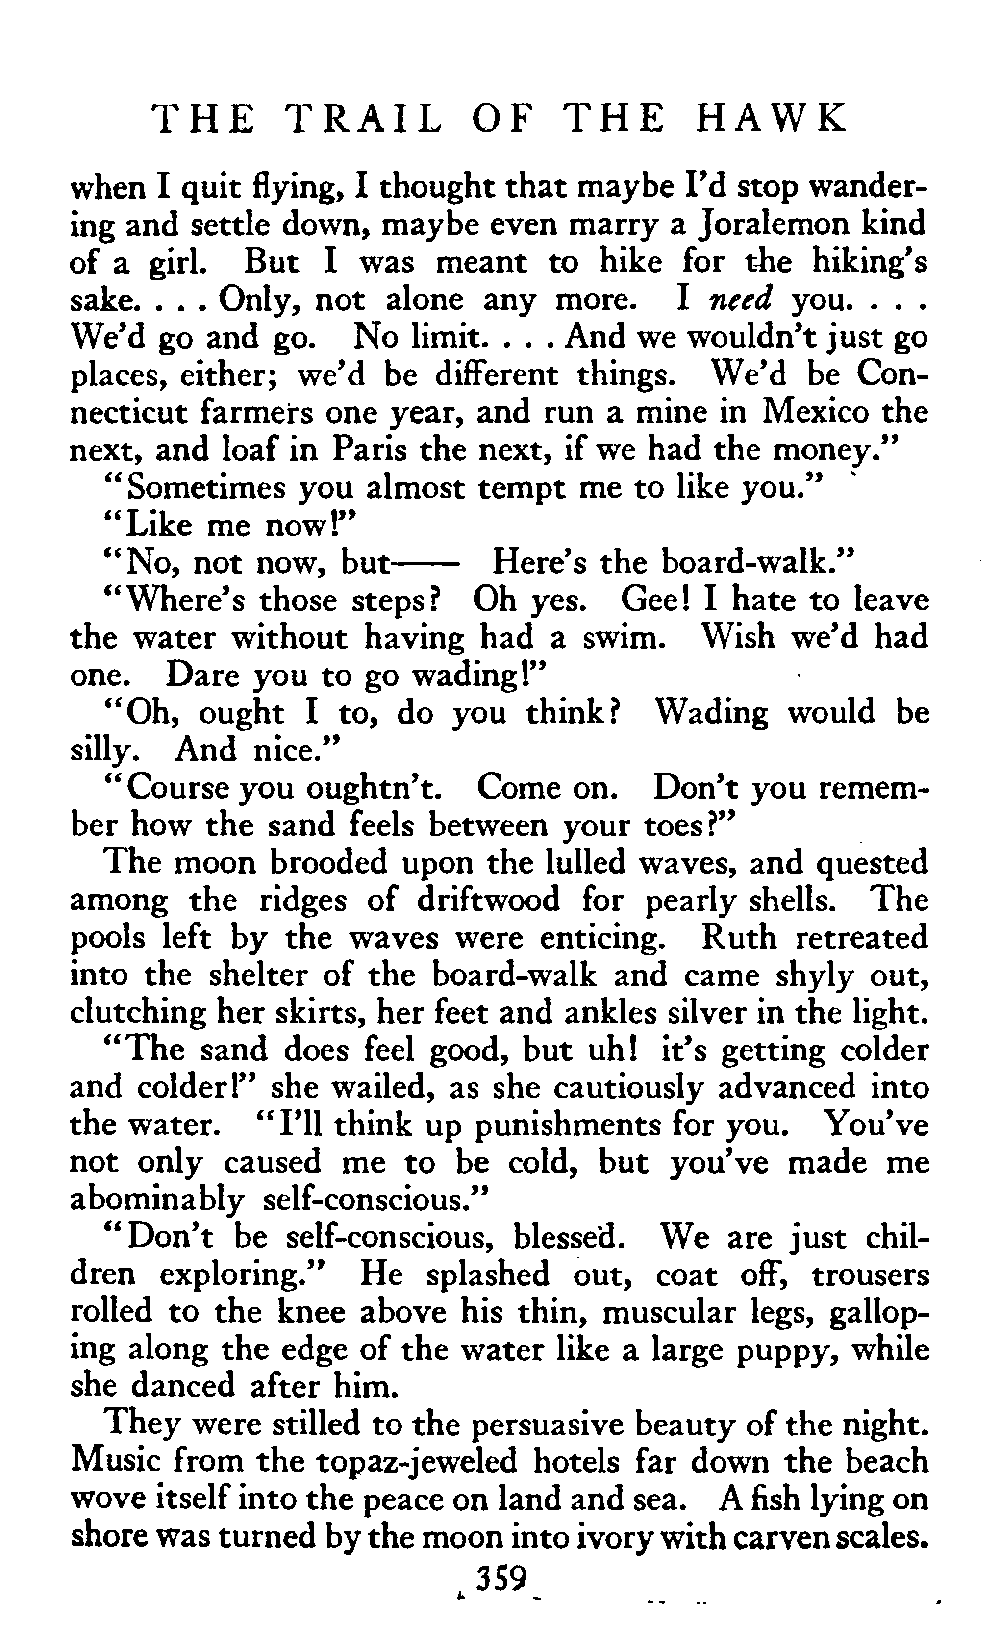 THE TRAIL OF THE HAWK
when I quit flying, I thought that maybe I'd stop wander-
ing and settle down, maybe even marry a Joralemon kind
of a girl. But I was meant to hike for the hiking's
sake. . . . Only, not alone any more. I need you. . . .
We'd go and go. No limit. . . . And we wouldn't just go
places, either; we'd be different things. We'd be Con-
necticut farmers one year, and run a mine in Mexico the
next, and loaf in Paris the next, if we had the money."
"Sometimes you almost tempt me to like you."
"Like me now!"
"No, not now, but—— Here's the board-walk."
"Where's those steps? Oh yes. Gee! I hate to leave
the water without having had a swim. Wish we'd had
one. Dare you to go wading!"
"Oh, ought I to, do you think? Wading would be
silly. And nice."
"Course you oughtn't. Come on. Don't you remem-
ber how the sand feels between your toes?"
The moon brooded upon the lulled waves, and quested
among the ridges of driftwood for pearly shells. The
pools left by the waves were enticing. Ruth retreated
into the shelter of the board-walk and came shyly out,
clutching her skirts, her feet and ankles silver in the light.
"The sand does feel good, but uh! it's getting colder
and colder!" she wailed, as she cautiously advanced into
the water. "I'll think up punishments for you. You've
not only caused me to be cold, but you've made me
abominably self-conscious."
"Don't be self-conscious, blessed. We are just chil-
dren exploring." He splashed out, coat off, trousers
rolled to the knee above his thin, muscular legs, gallop-
ing along the edge of the water like a large puppy, while
she danced after him.
They were stilled to the persuasive beauty of the night.
Music from the topaz-jeweled hotels far down the beach
wove itself into the peace on land and sea. A fish lying on
shore was turned by the moon into ivory with carven scales.
359